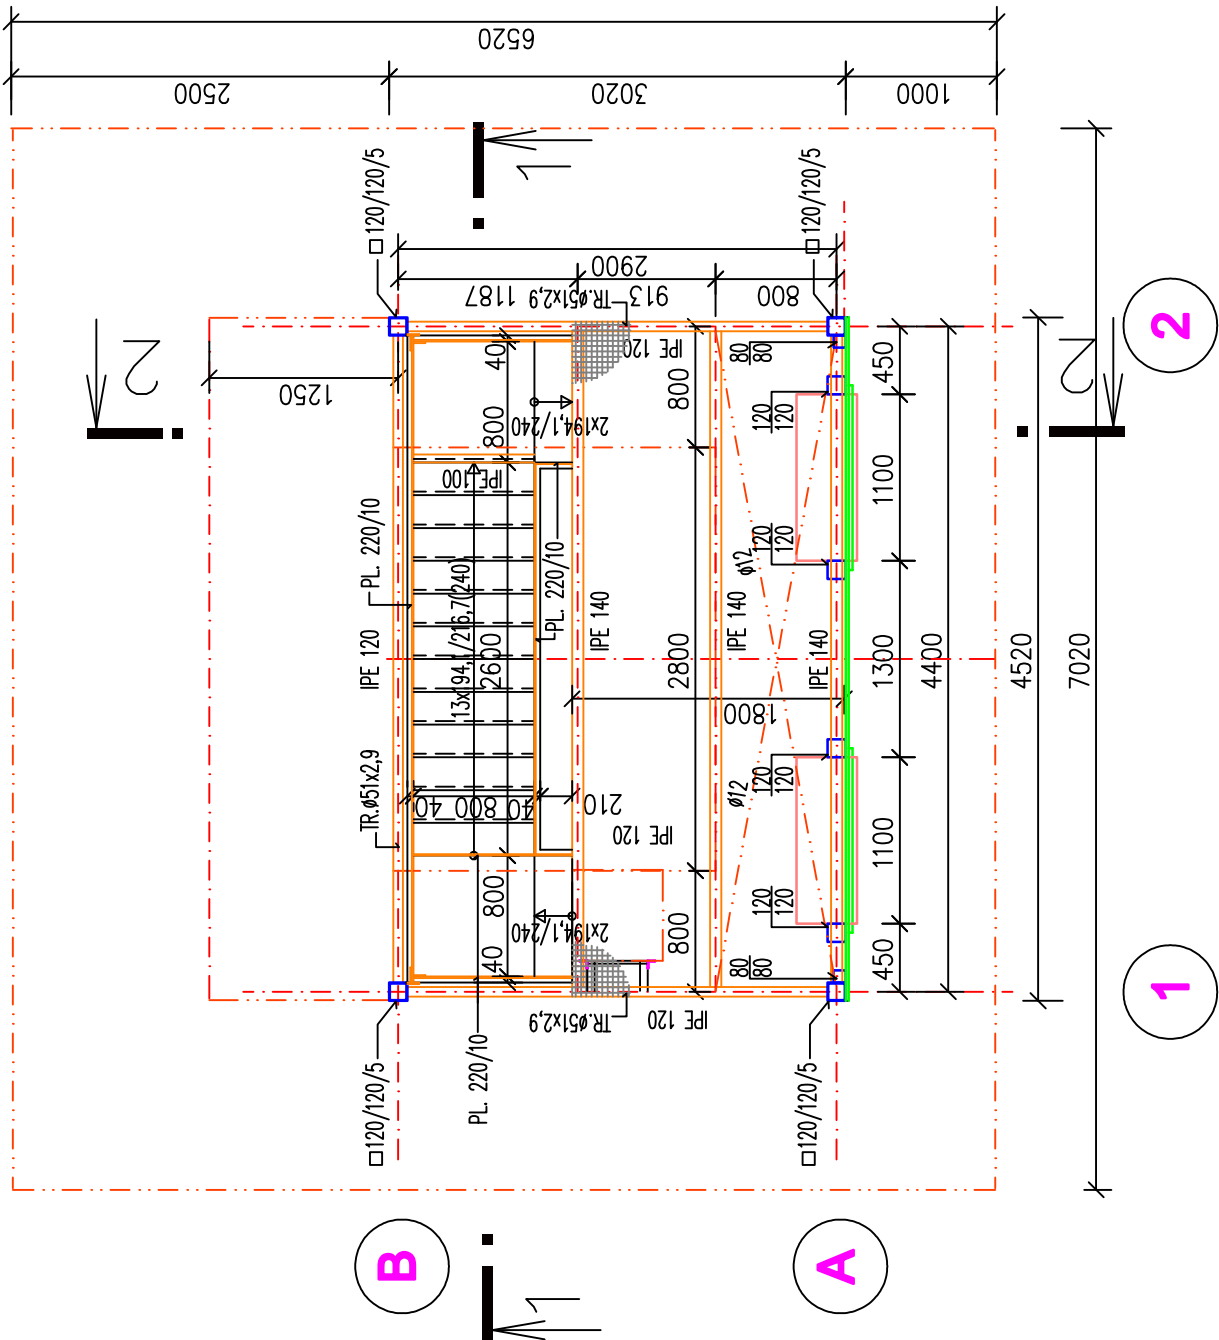 6520
2500
3020
1000
□120/120/5
□120/120/5
1
2
1250
2900
1187
913
800
TR.ø51x2,9
IPE 120
40
800
800
2x194,1/240
80
80
450
120
120
2
2
IPE 100
PL. 220/10
1100
PL. 220/10
120
120
ø12
13x194,1/216,7(240)
IPE 120
2600
IPE 140
2800
IPE 140
IPE 140
1300
4400
4520
7020
1800
TR.ø51x2,9
40
800
40
210
ø12
120
120
IPE 120
1100
800
2x194,1/240
800
120
120
40
80
80
450
TR.ø51x2,9
IPE 120
PL. 220/10
1
□120/120/5
□120/120/5
B
A
1